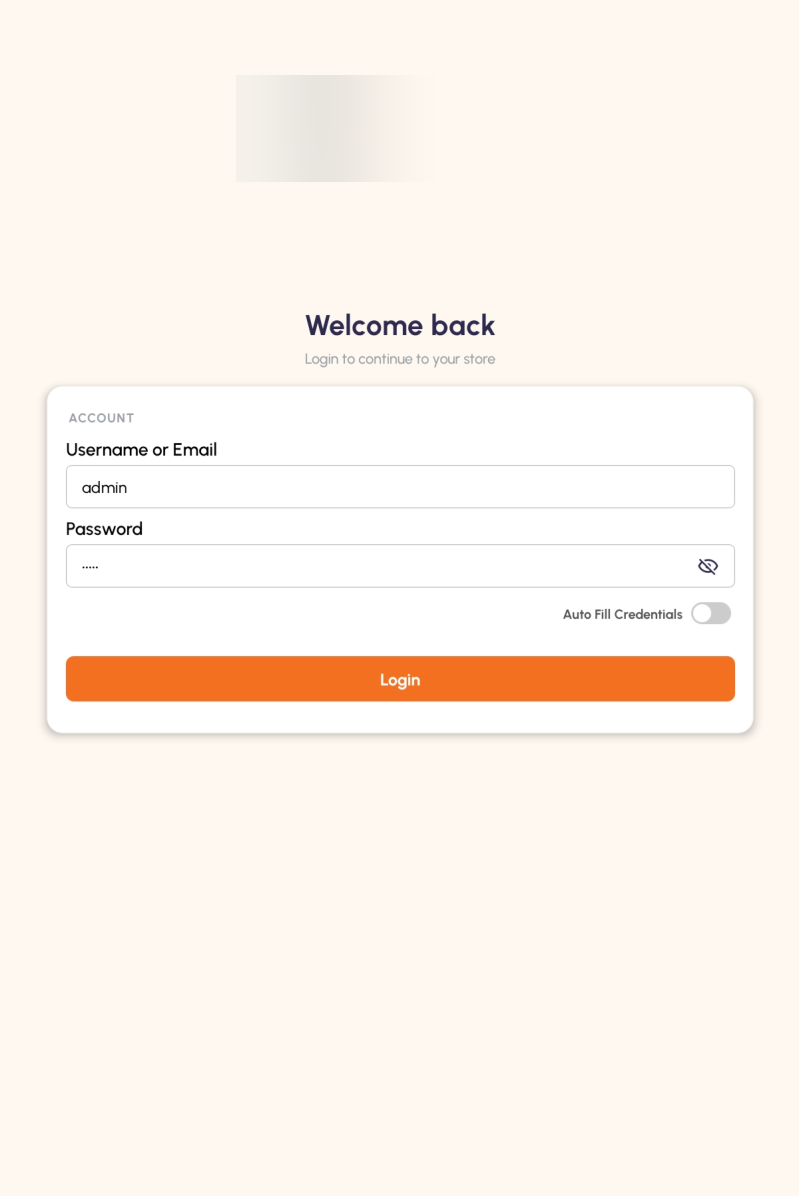 Welcome back
Login to continue to your store
ACCOUNT
Username or Email
admin
Password
•••••
Auto Fill Credentials
Login